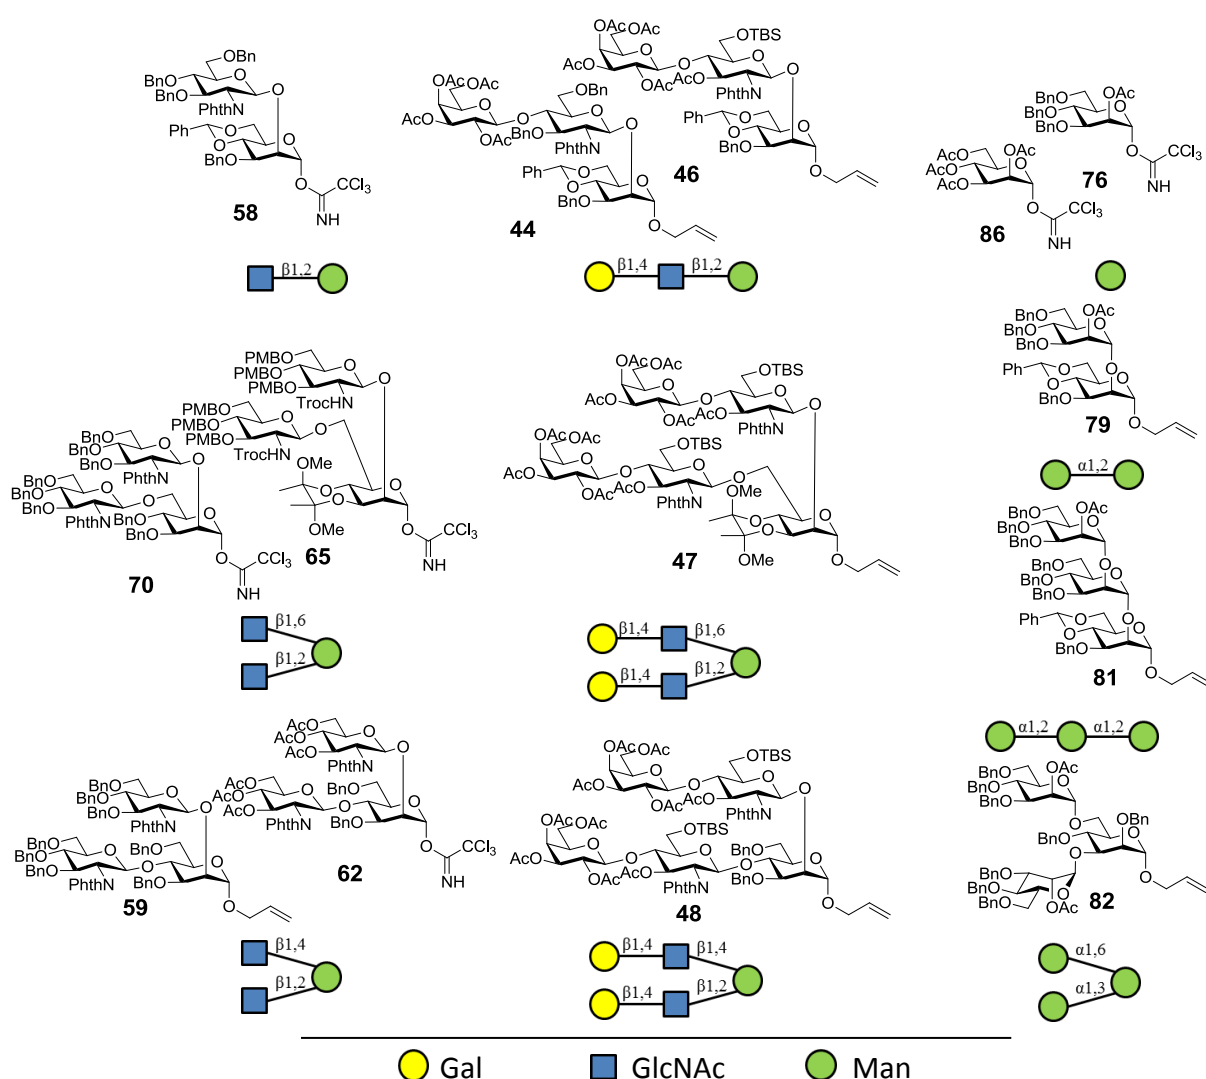 OBn
BnO
BnO
O
O
PhthN
Ph
O
O
O
BnO
O
CCl3
NH
58
β1,2
OAc
OAc
O
AcO
OAc
O
O
OTBS
O
AcO
O
PhthN
Ph
O
O
O
BnO
O
46
OAc
OAc
O
AcO
OAc
O
O
OBn
O
BnO
O
PhthN
Ph
O
O
O
BnO
O
44
β1,4
β1,2
BnO
BnO
BnO
OAc
O
O
CCl3
NH
76
AcO
AcO
AcO
OAc
O
O
CCl3
NH
86
BnO
BnO
BnO
OAc
O
O
Ph
O
O
O
BnO
O
79
α1,2
PMBO
PMBO
PMBO
O
O
TrocHN
PMBO
PMBO
PMBO
O
O
TrocHN
OMe
O
O
O
OMe
O
CCl3
NH
65
BnO
BnO
BnO
O
O
PhthN
BnO
BnO
BnO
O
O
PhthN
BnO
BnO
O
O
CCl3
NH
70
β1,6
β1,2
OAc
OAc
O
AcO
OAc
O
O
OTBS
O
AcO
O
PhthN
OAc
OAc
O
AcO
OAc
O
O
OTBS
O
AcO
O
PhthN
OMe
O
O
O
OMe
O
47
β1,4
β1,6
β1,4
β1,2
BnO
BnO
BnO
OAc
O
O
BnO
BnO
BnO
O
O
Ph
O
O
O
BnO
O
81
α1,2
α1,2
AcO
AcO
AcO
O
O
PhthN
AcO
AcO
AcO
O
O
PhthN
OBn
BnO
O
O
CCl3
NH
62
BnO
BnO
BnO
O
O
PhthN
BnO
BnO
BnO
O
O
PhthN
BnO
BnO
O
O
59
β1,4
β1,2
OAc
OAc
O
AcO
OAc
O
O
OTBS
O
AcO
O
PhthN
OAc
OAc
O
AcO
OAc
O
O
OTBS
O
AcO
O
PhthN
BnO
BnO
O
O
48
β1,4
β1,4
β1,4
β1,2
BnO
BnO
BnO
OAc
O
O
BnO
OBn
O
O
O
BnO
BnO
BnO
O
OAc
82
α1,6
α1,3
Gal
GlcNAc
Man